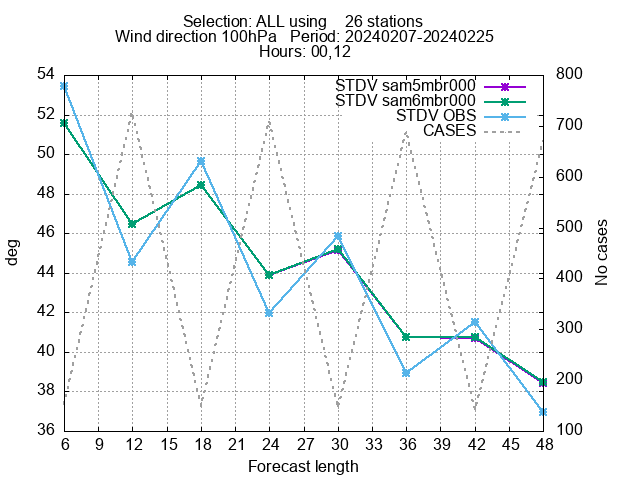 Selection: ALL using    26 stations
Wind direction 100hPa   Period: 20240207-20240225
Hours: 00,12
STDV sam5mbr000
STDV sam6mbr000
STDV OBS
CASES
54
52
50
48
46
44
42
40
38
36
deg
800
700
600
500
400
300
200
100
No cases
6 9 12 15 18 21 24 27 30 33 36 39 42 45 48
Forecast length